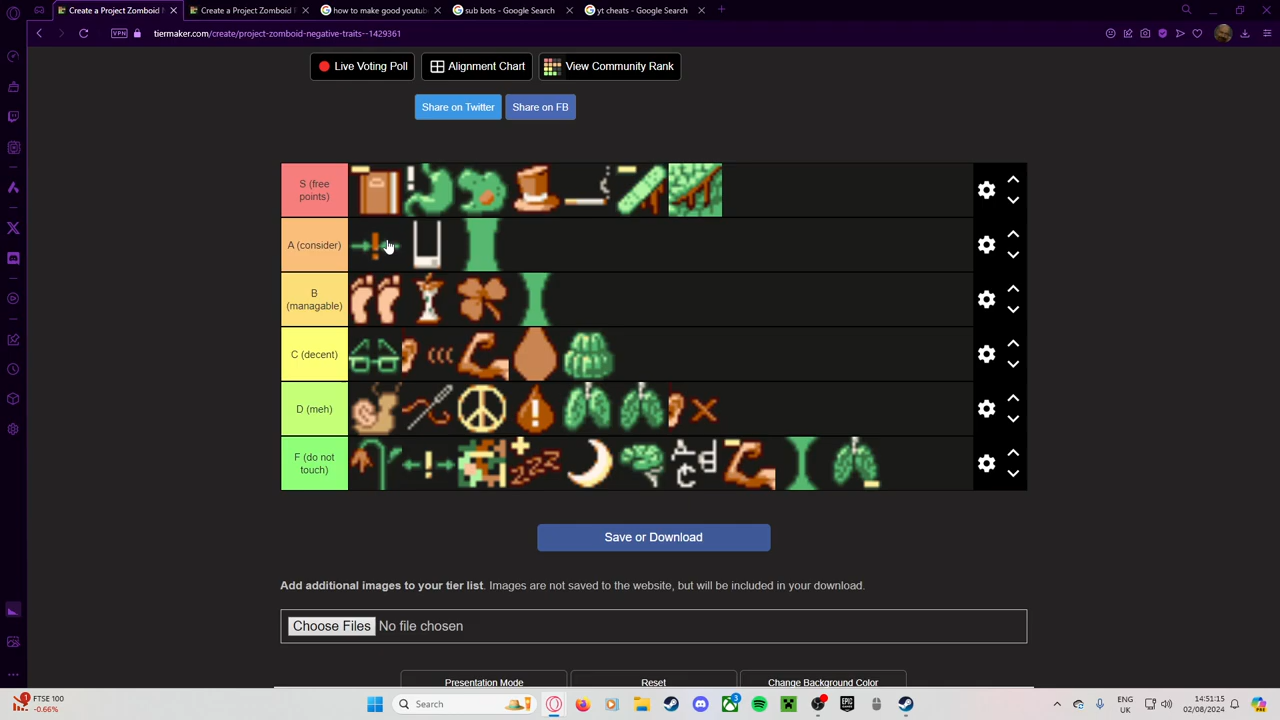 Create a Project Zomboid N
Create a Project Zomboid F
how to make good youtub
sub bots - Google Search
yt cheats - Google Search
VPN
tiermaker.com/create/project-zomboid-negative-traits--1429361
Live Voting Poll
Alignment Chart
View Community Rank
Share on Twitter
Share on FB
S (free
points)
A (consider)
B
(managable)
C (decent)
D (meh)
F (do not
touch)
Save or Download
Add additional images to your tier list. Images are not saved to the website, but will be included in your download.
Choose Files No file chosen
Presentation Mode
Reset
Change Background Color
1
FTSE 100
-0.66%
Search
3
EPIC
ENG
UK
14:51:15
02/08/2024